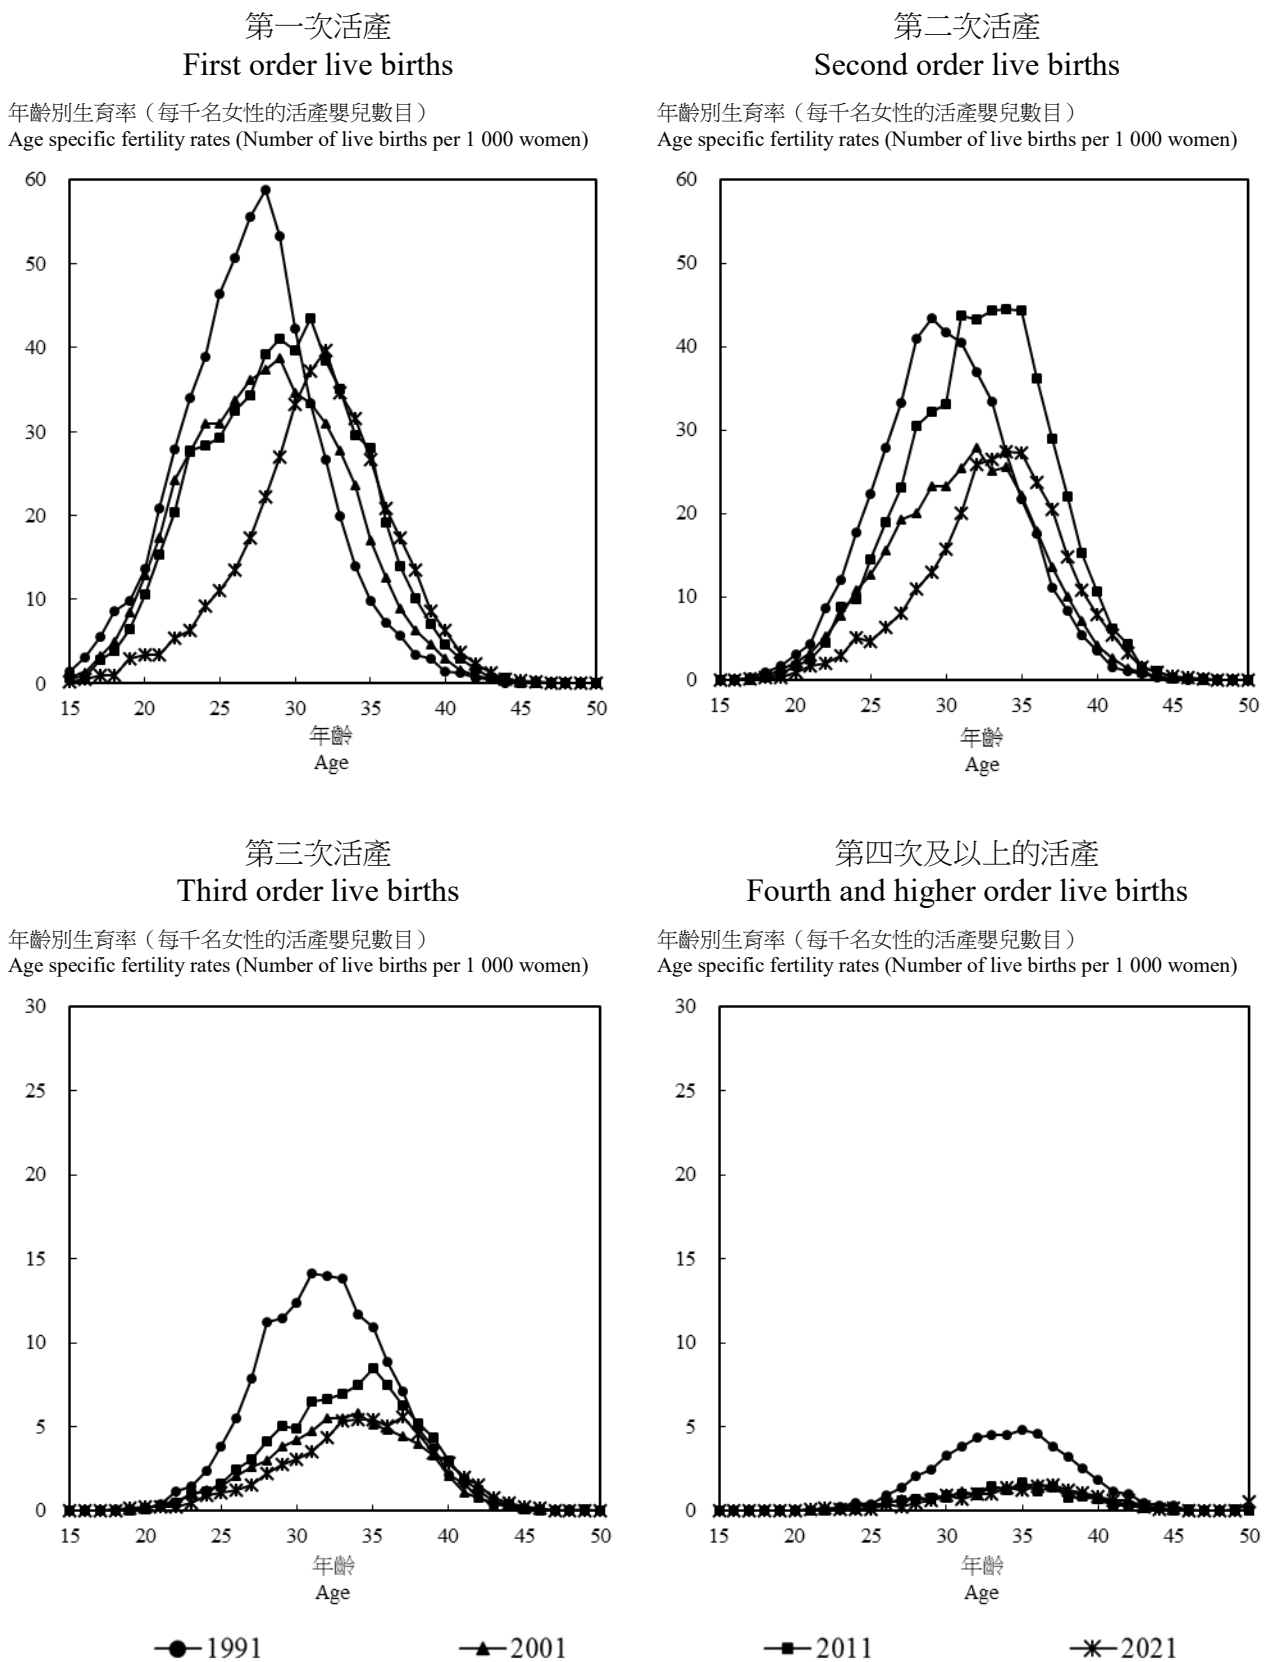 第一次活產
First order live births
年齡別生育率（每千名女性的活產嬰兒數目）
Age specific fertility rates (Number of live births per 1 000 women)
60
50
40
30
20
10
0
15 20 25 30 35 40 45 50
年齡
Age
第二次活產
Second order live births
年齡別生育率（每千名女性的活產嬰兒數目）
Age specific fertility rates (Number of live births per 1 000 women)
60
50
40
30
20
10
0
15 20 25 30 35 40 45 50
年齡
Age
第三次活產
Third order live births
年齡別生育率（每千名女性的活產嬰兒數目）
Age specific fertility rates (Number of live births per 1 000 women)
30
25
20
15
10
5
0
15 20 25 30 35 40 45 50
年齡
Age
第四次及以上的活產
Fourth and higher order live births
年齡別生育率（每千名女性的活產嬰兒數目）
Age specific fertility rates (Number of live births per 1 000 women)
30
25
20
15
10
5
0
15 20 25 30 35 40 45 50
年齡
Age
1991 2001 2011 2021